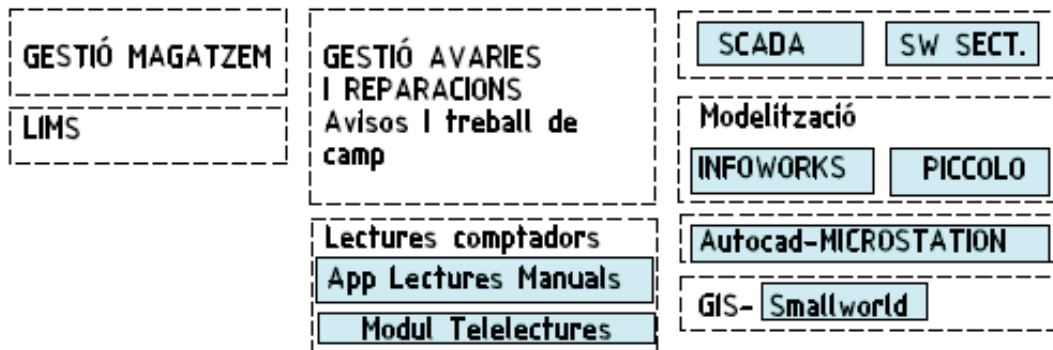 GESTIÓ MAGATZEM
LIMS
GESTIÓ AVARIES
I REPARACIONS
Avisos I treball de
camp
Lectures comptadors
App Lectures Manuals
Modul Telelectures
SCADA
SW SECT.
Modelització
INFOWORKS
PICCOLO
Autocad-MICROSTATION
GIS- Smallworld